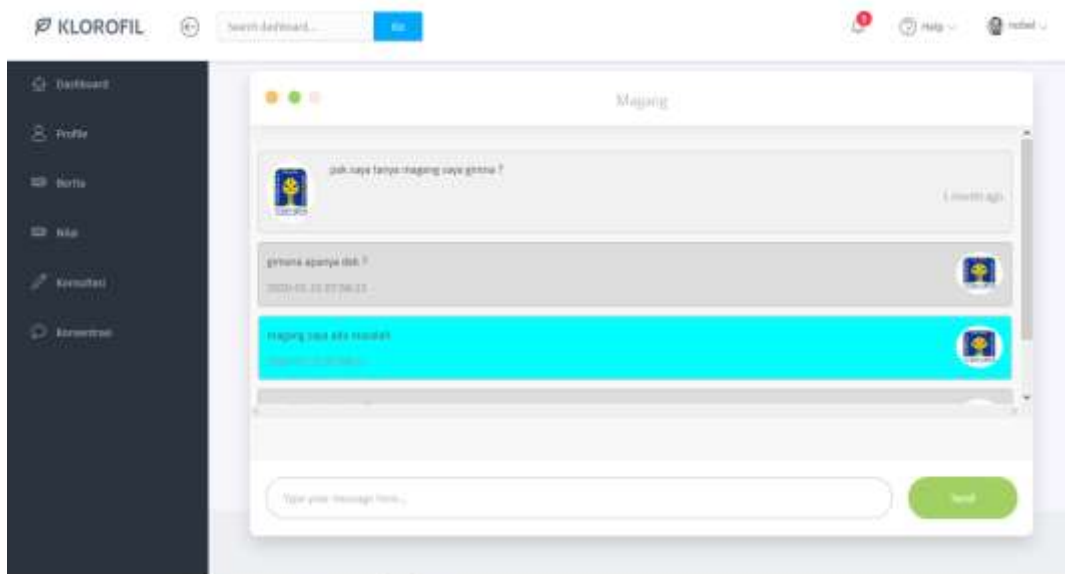 KLOROFIL
Search dashboard...
Go
Help
nobel
Dashboard
Profile
Berita
Nilai
Konsultasi
Konsentrasi
Magang
pak saya tanya magang saya gimna ?
1 month ago
gimana apanya dek ?
magang saya ada masalah
Type your message here...
Send